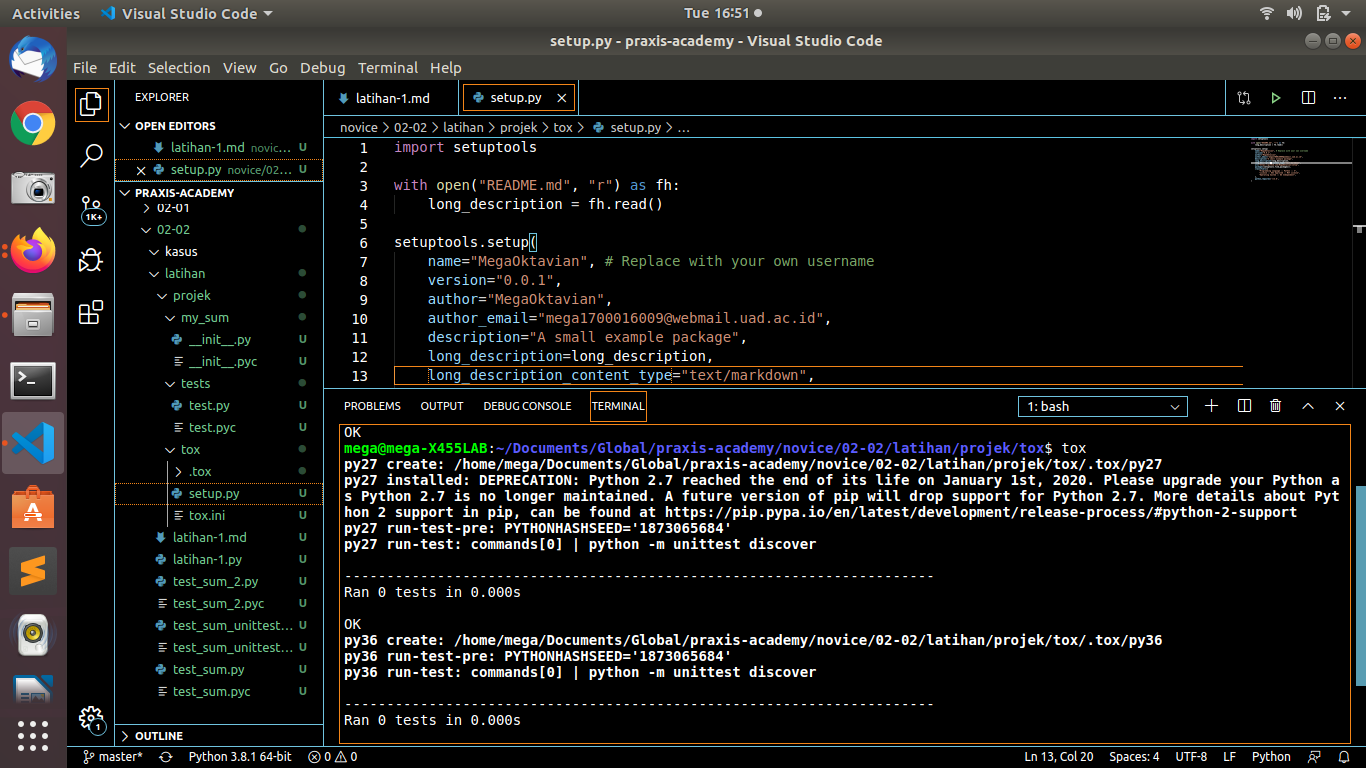 Activities Visual Studio Code Tue 16:51
setup.py - praxis-academy - Visual Studio Code
File Edit Selection View Go Debug Terminal Help
EXPLORER
OPEN EDITORS
latihan-1.md novic... U
setup.py novice/02... U
PRAXIS-ACADEMY
02-01
02-02
kasus
latihan
projek
my_sum
__init__.py U
__init__.pyc U
tests
test.py U
test.pyc U
tox
.tox
setup.py U
tox.ini U
latihan-1.md U
latihan-1.py U
test_sum_2.py U
test_sum_2.pyc U
test_sum_unittest... U
test_sum_unittest... U
test_sum.py U
test_sum.pyc U
OUTLINE
1K+
1
latihan-1.md setup.py
novice > 02-02 > latihan > projek > tox > setup.py > ...
1 import setuptools
2
3 with open("README.md", "r") as fh:
4 long_description = fh.read()
5
6 setuptools.setup(
7 name="MegaOktavian", # Replace with your own username
8 version="0.0.1",
9 author="MegaOktavian",
10 author_email="mega1700016009@webmail.uad.ac.id",
11 description="A small example package",
12 long_description=long_description,
13 long_description_content_type="text/markdown",
PROBLEMS OUTPUT DEBUG CONSOLE TERMINAL 1: bash
OK
mega@mega-X455LAB:~/Documents/Global/praxis-academy/novice/02-02/latihan/projek/tox$ tox
py27 create: /home/mega/Documents/Global/praxis-academy/novice/02-02/latihan/projek/tox/.tox/py27
py27 installed: DEPRECATION: Python 2.7 reached the end of its life on January 1st, 2020. Please upgrade your Python a
s Python 2.7 is no longer maintained. A future version of pip will drop support for Python 2.7. More details about Pyt
hon 2 support in pip, can be found at https://pip.pypa.io/en/latest/development/release-process/#python-2-support
py27 run-test-pre: PYTHONHASHSEED='1873065684'
py27 run-test: commands[0] | python -m unittest discover
----------------------------------------------------------------------
Ran 0 tests in 0.000s
OK
py36 create: /home/mega/Documents/Global/praxis-academy/novice/02-02/latihan/projek/tox/.tox/py36
py36 run-test-pre: PYTHONHASHSEED='1873065684'
py36 run-test: commands[0] | python -m unittest discover
----------------------------------------------------------------------
Ran 0 tests in 0.000s
master* Python 3.8.1 64-bit 0 0 Ln 13, Col 20 Spaces: 4 UTF-8 LF Python